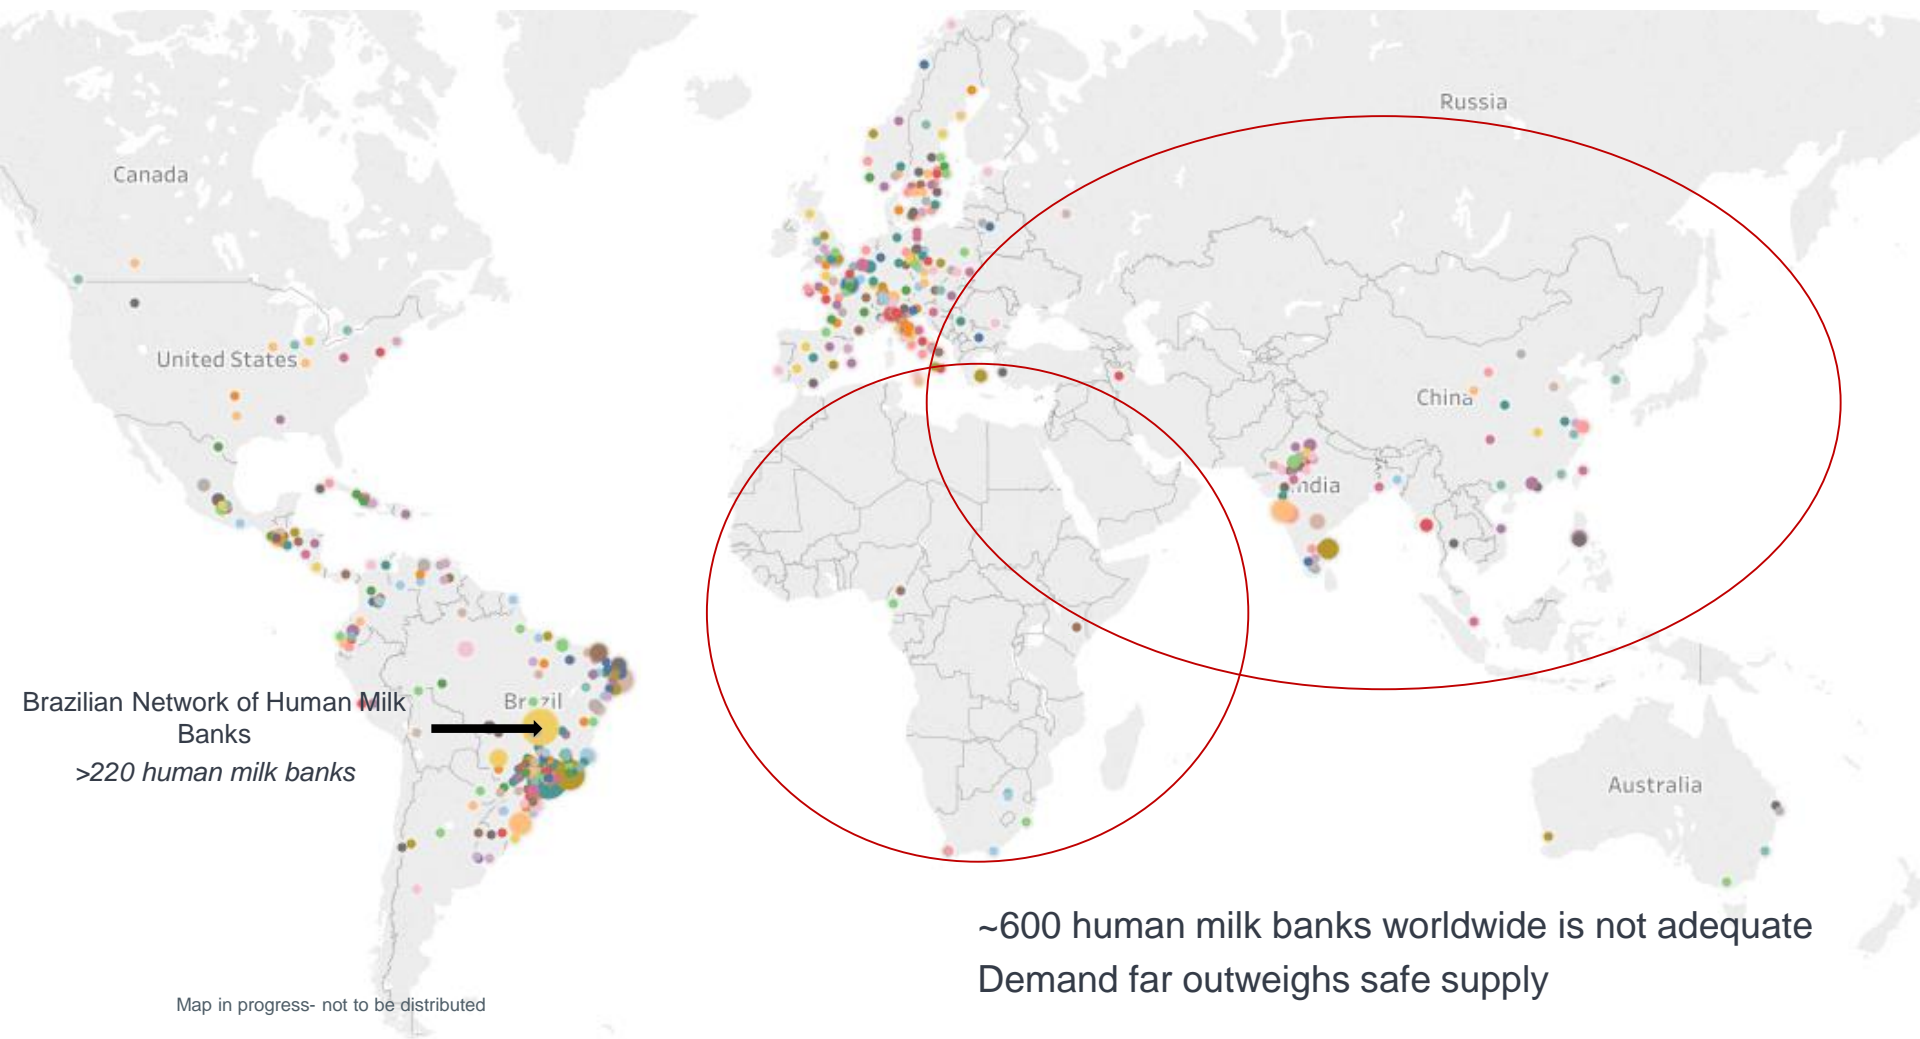 Russia
Canada
United States
China
India
Brazilian Network of Human Milk
Banks
>220 human milk banks
Brazil
Australia
~600 human milk banks worldwide is not adequate
Demand far outweighs safe supply
Map in progress- not to be distributed